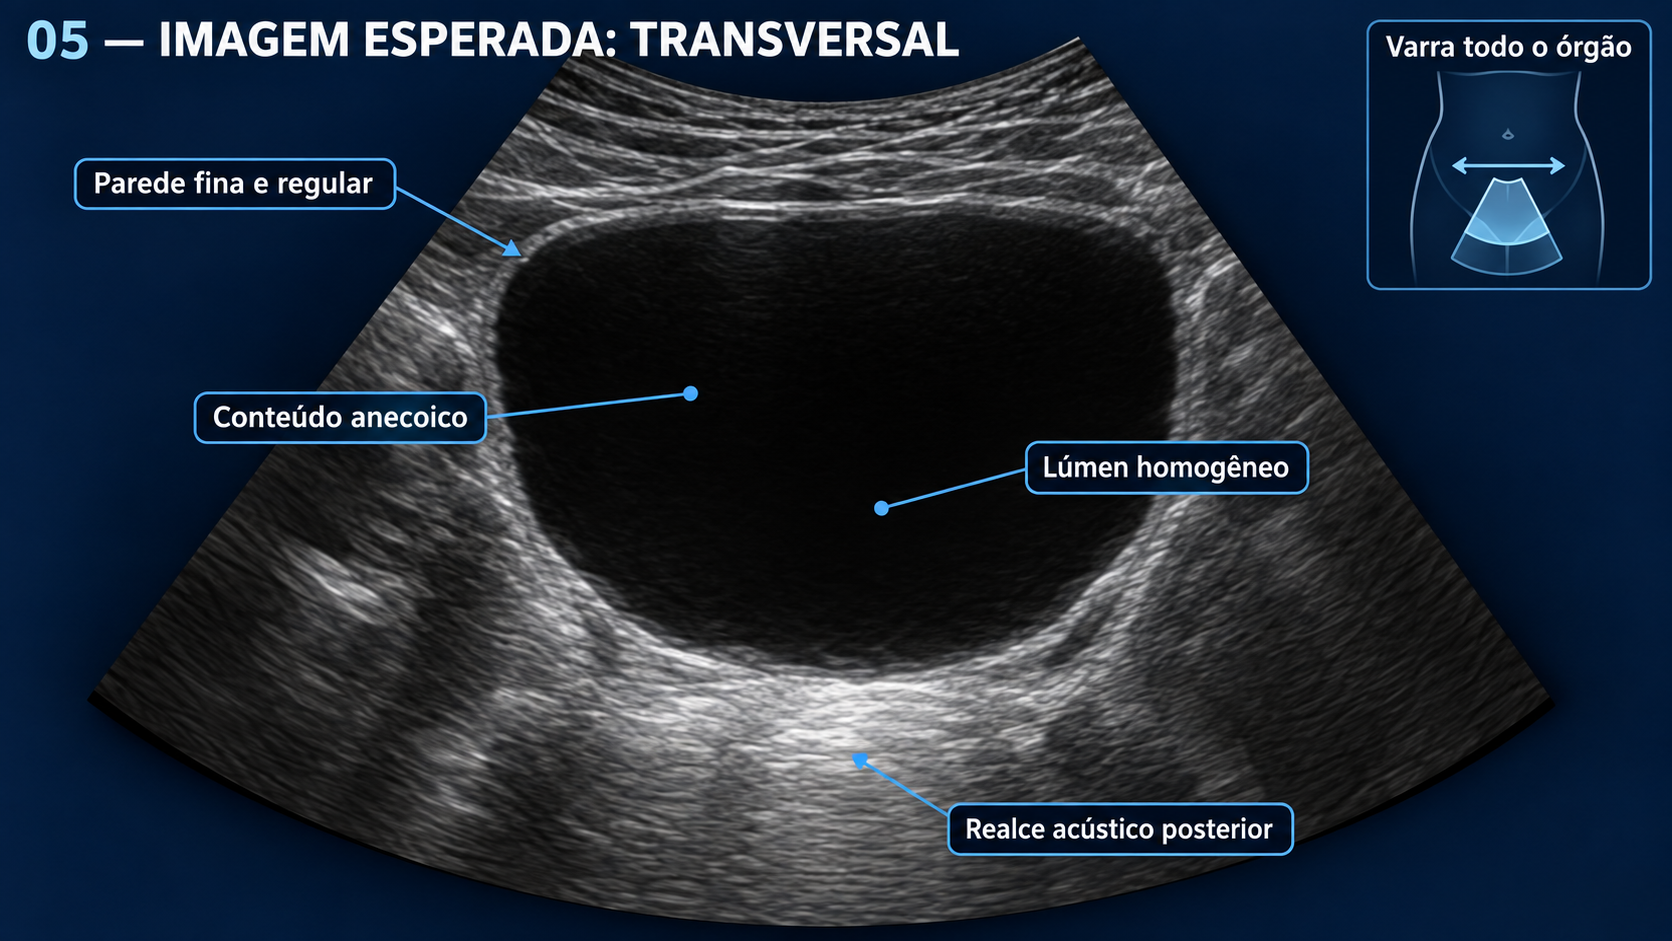 05 — IMAGEM ESPERADA: TRANSVERSAL
Varra todo o órgão
Parede fina e regular
Conteúdo anecoico
Lúmen homogêneo
Realce acústico posterior